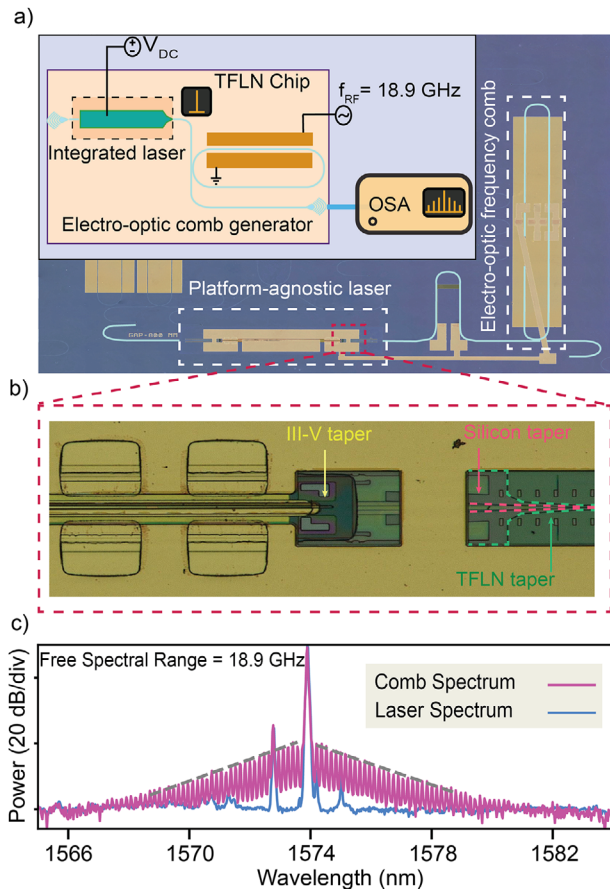 a)
V_DC
TFLN Chip
f_RF = 18.9 GHz
Integrated laser
OSA
Electro-optic comb generator
Electro-optic frequency comb
Platform-agnostic laser
b)
III-V taper
Silicon taper
TFLN taper
c)
Free Spectral Range = 18.9 GHz
Comb Spectrum
Laser Spectrum
Power (20 dB/div)
1566 1570 1574 1578 1582
Wavelength (nm)